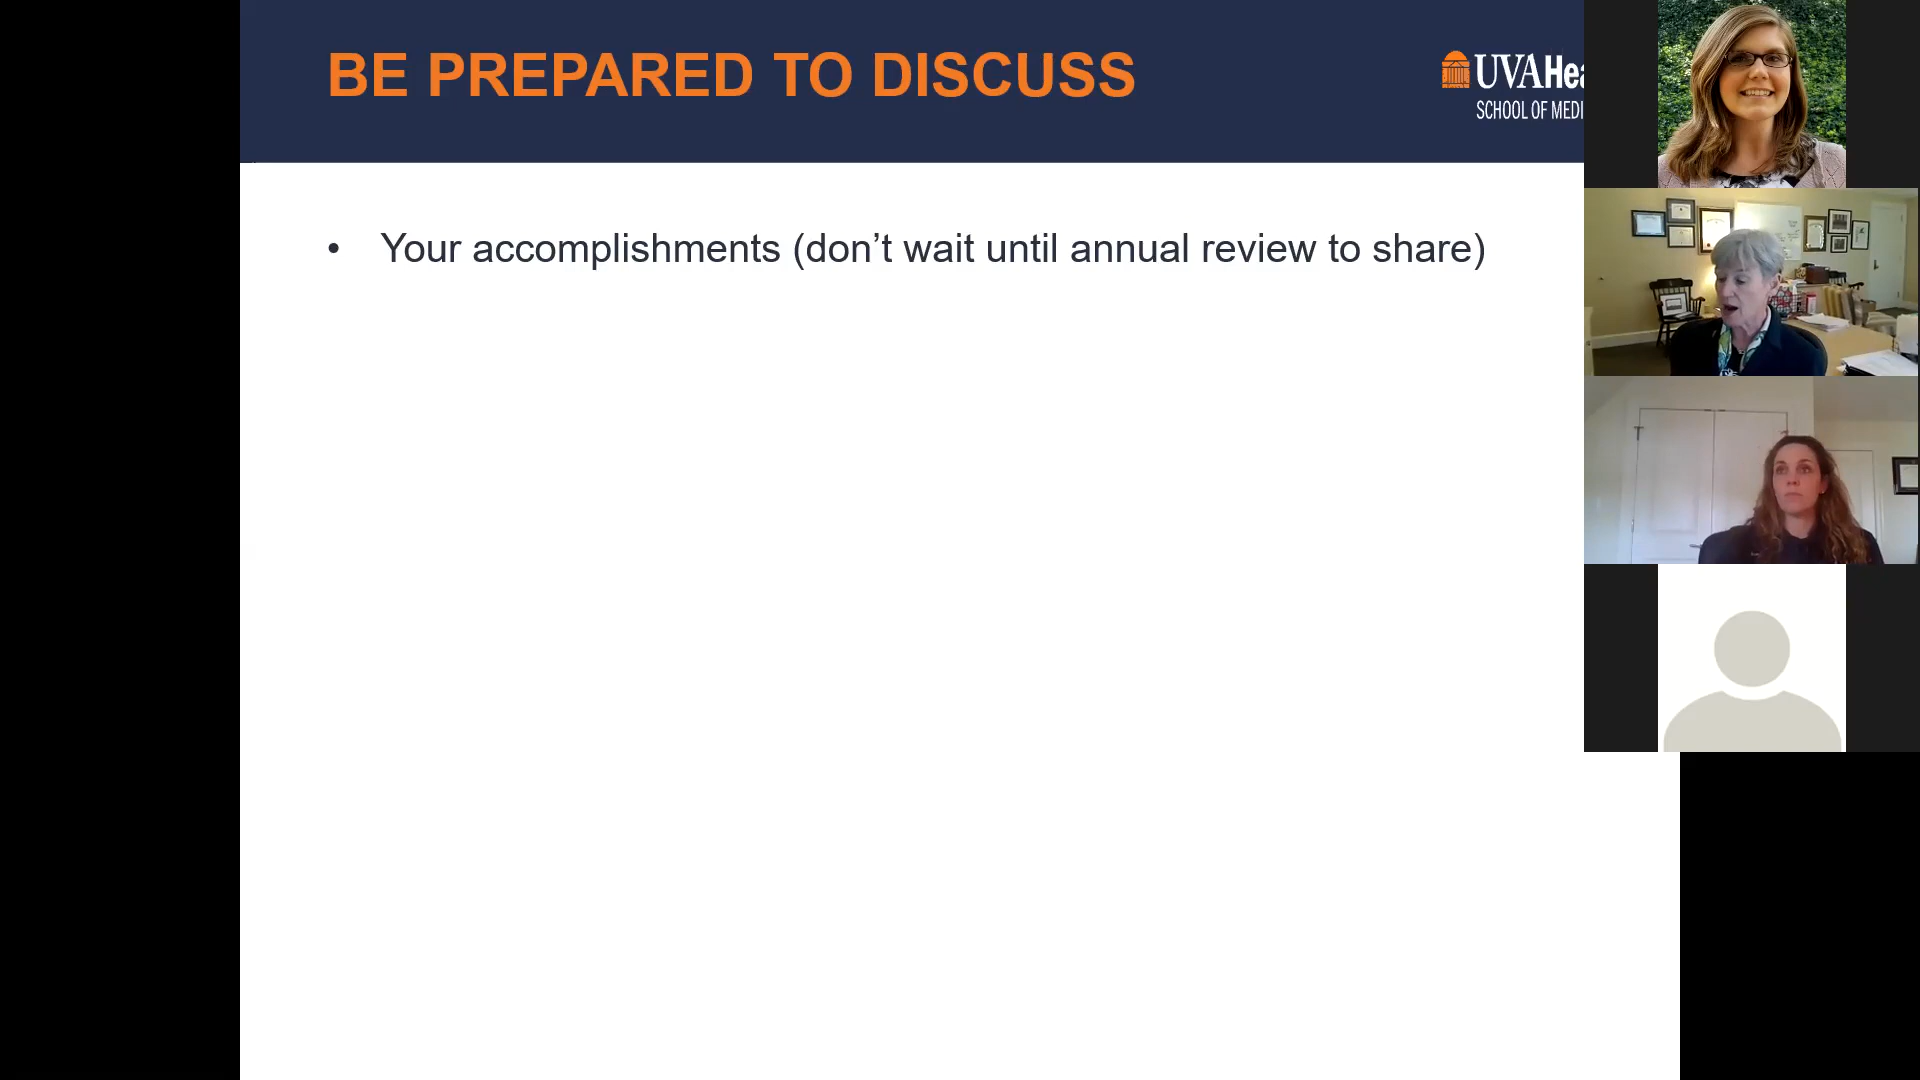 BE PREPARED TO DISCUSS
UVAHea
SCHOOL OF MEDI
• Your accomplishments (don’t wait until annual review to share)